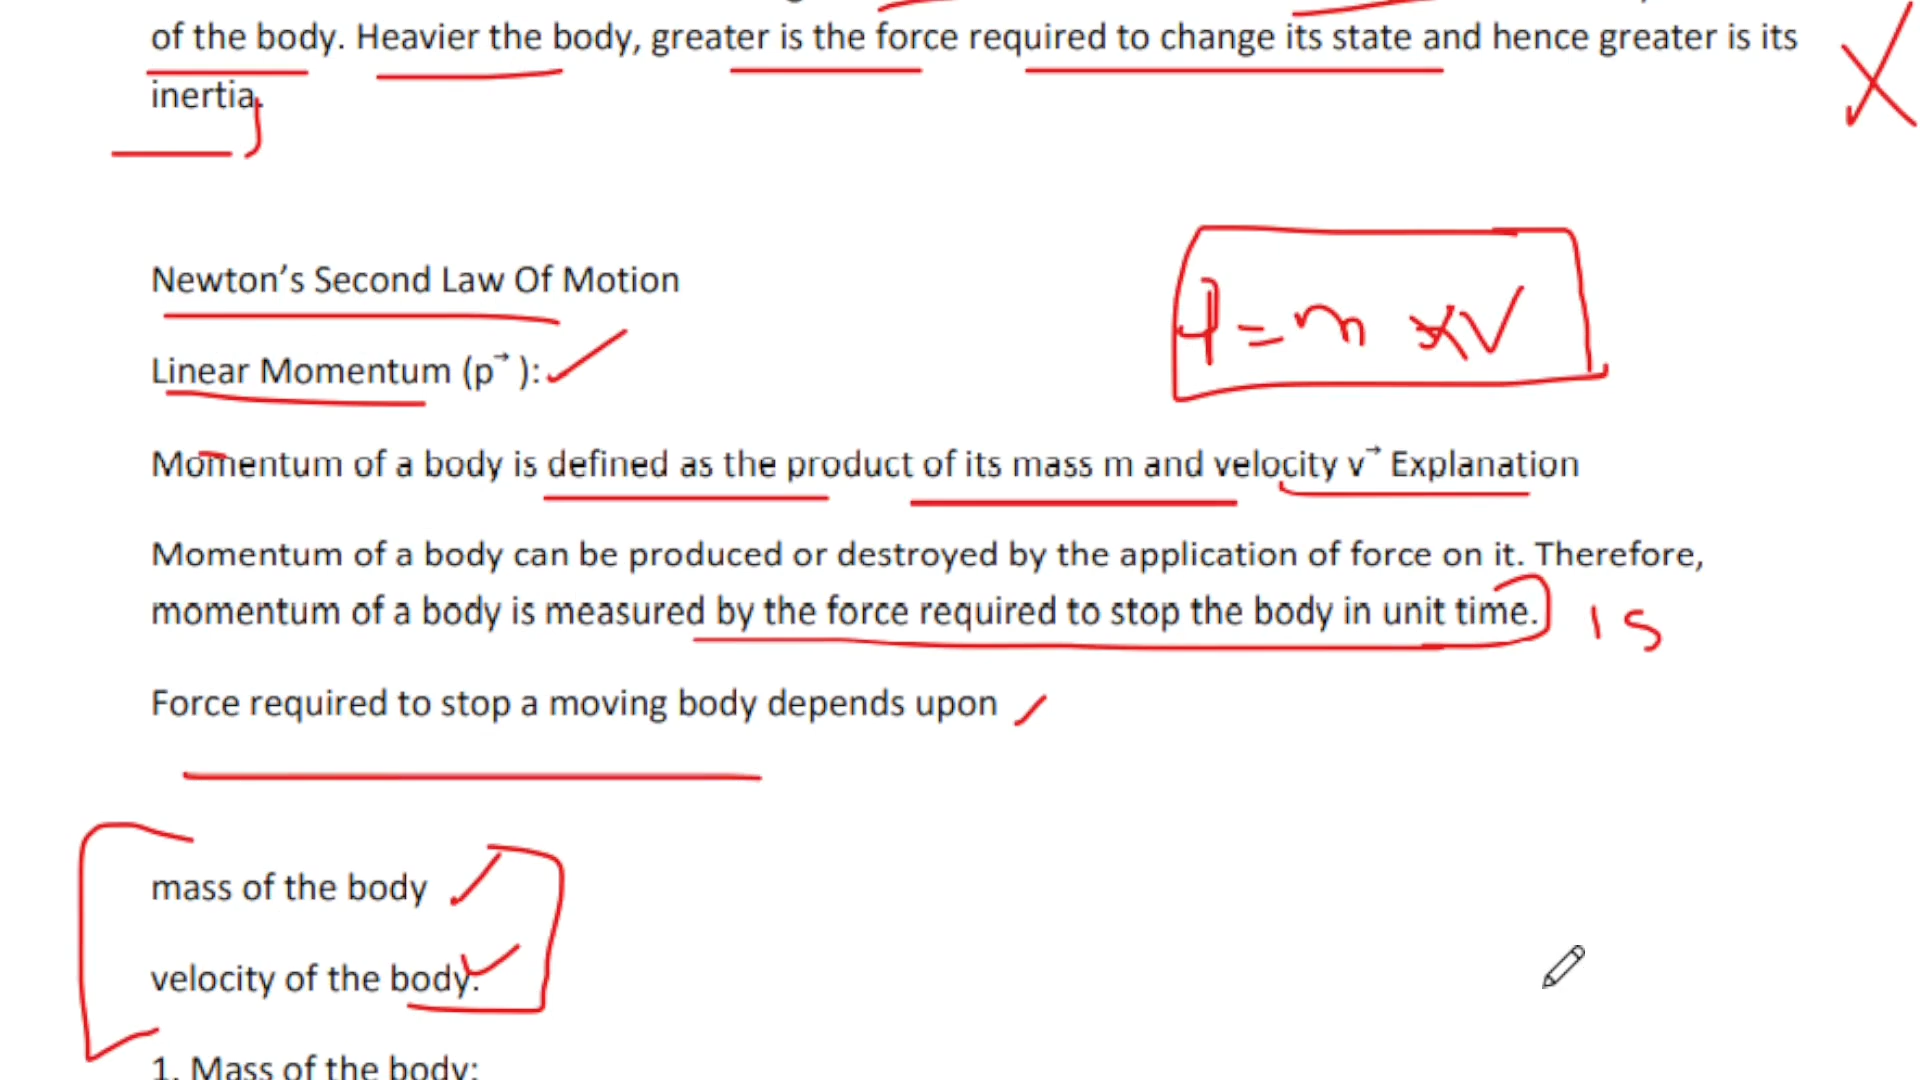 of the body. Heavier the body, greater is the force required to change its state and hence greater is its
inertia.
P = m × V
Newton’s Second Law Of Motion
Linear Momentum (p→ ):
Momentum of a body is defined as the product of its mass m and velocity v→ Explanation
Momentum of a body can be produced or destroyed by the application of force on it. Therefore,
momentum of a body is measured by the force required to stop the body in unit time. 1 s
Force required to stop a moving body depends upon
mass of the body
velocity of the body.
1. Mass of the body: